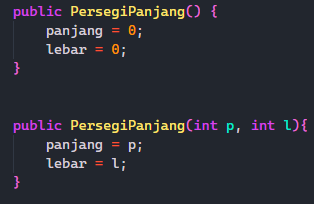 public PersegiPanjang() {
    panjang = 0;
    lebar = 0;
}
public PersegiPanjang(int p, int l){
    panjang = p;
    lebar = l;
}